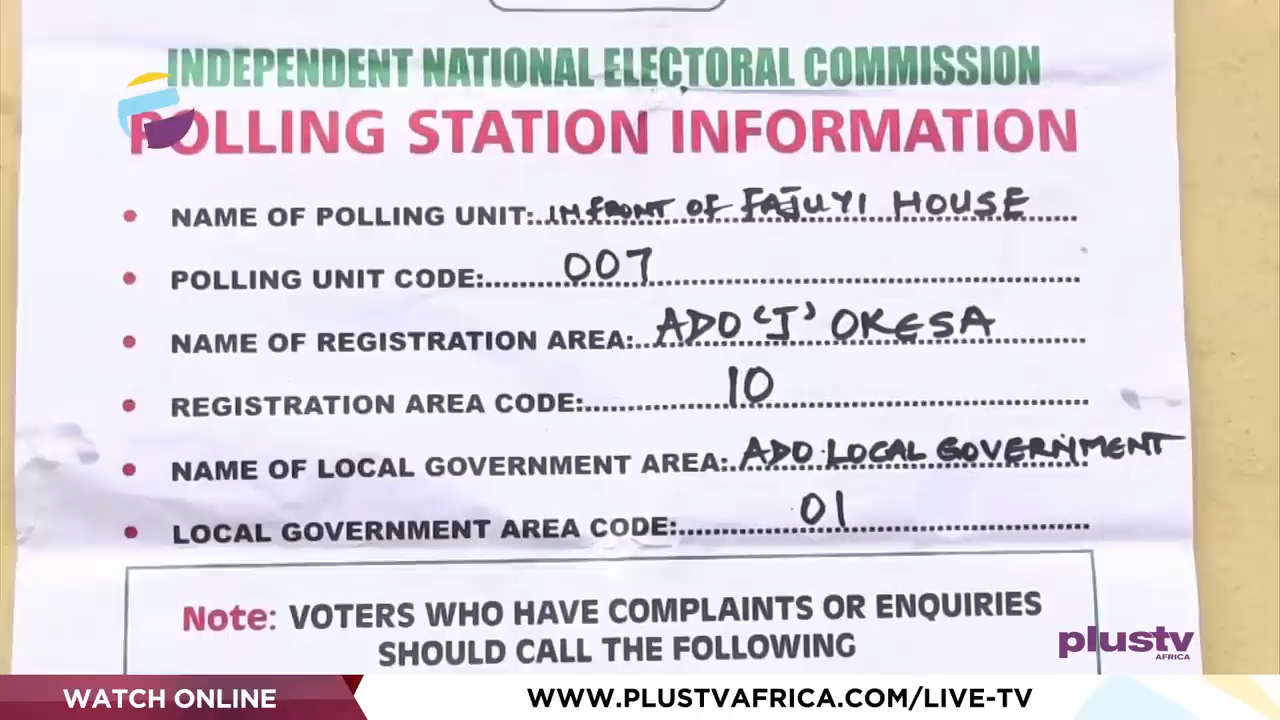 INDEPENDENT NATIONAL ELECTORAL COMMISSION
POLLING STATION INFORMATION
• NAME OF POLLING UNIT: IN FRONT OF FAJUYI HOUSE
• POLLING UNIT CODE: 007
• NAME OF REGISTRATION AREA: ADO 'J' OKESA
• REGISTRATION AREA CODE: 10
• NAME OF LOCAL GOVERNMENT AREA: ADO LOCAL GOVERNMENT
• LOCAL GOVERNMENT AREA CODE: 01
Note: VOTERS WHO HAVE COMPLAINTS OR ENQUIRIES
SHOULD CALL THE FOLLOWING
plustv
AFRICA
WATCH ONLINE
WWW.PLUSTVAFRICA.COM/LIVE-TV